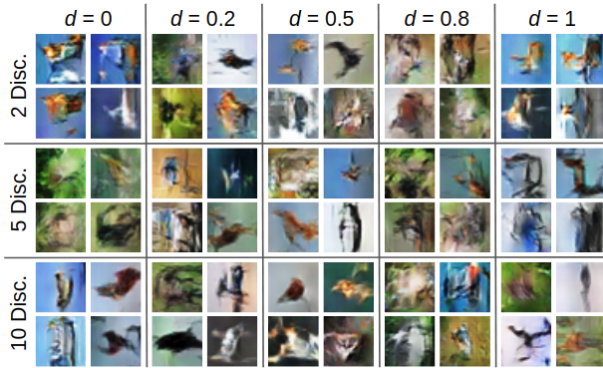 d = 0 d = 0.2 d = 0.5 d = 0.8 d = 1
2 Disc.
5 Disc.
10 Disc.